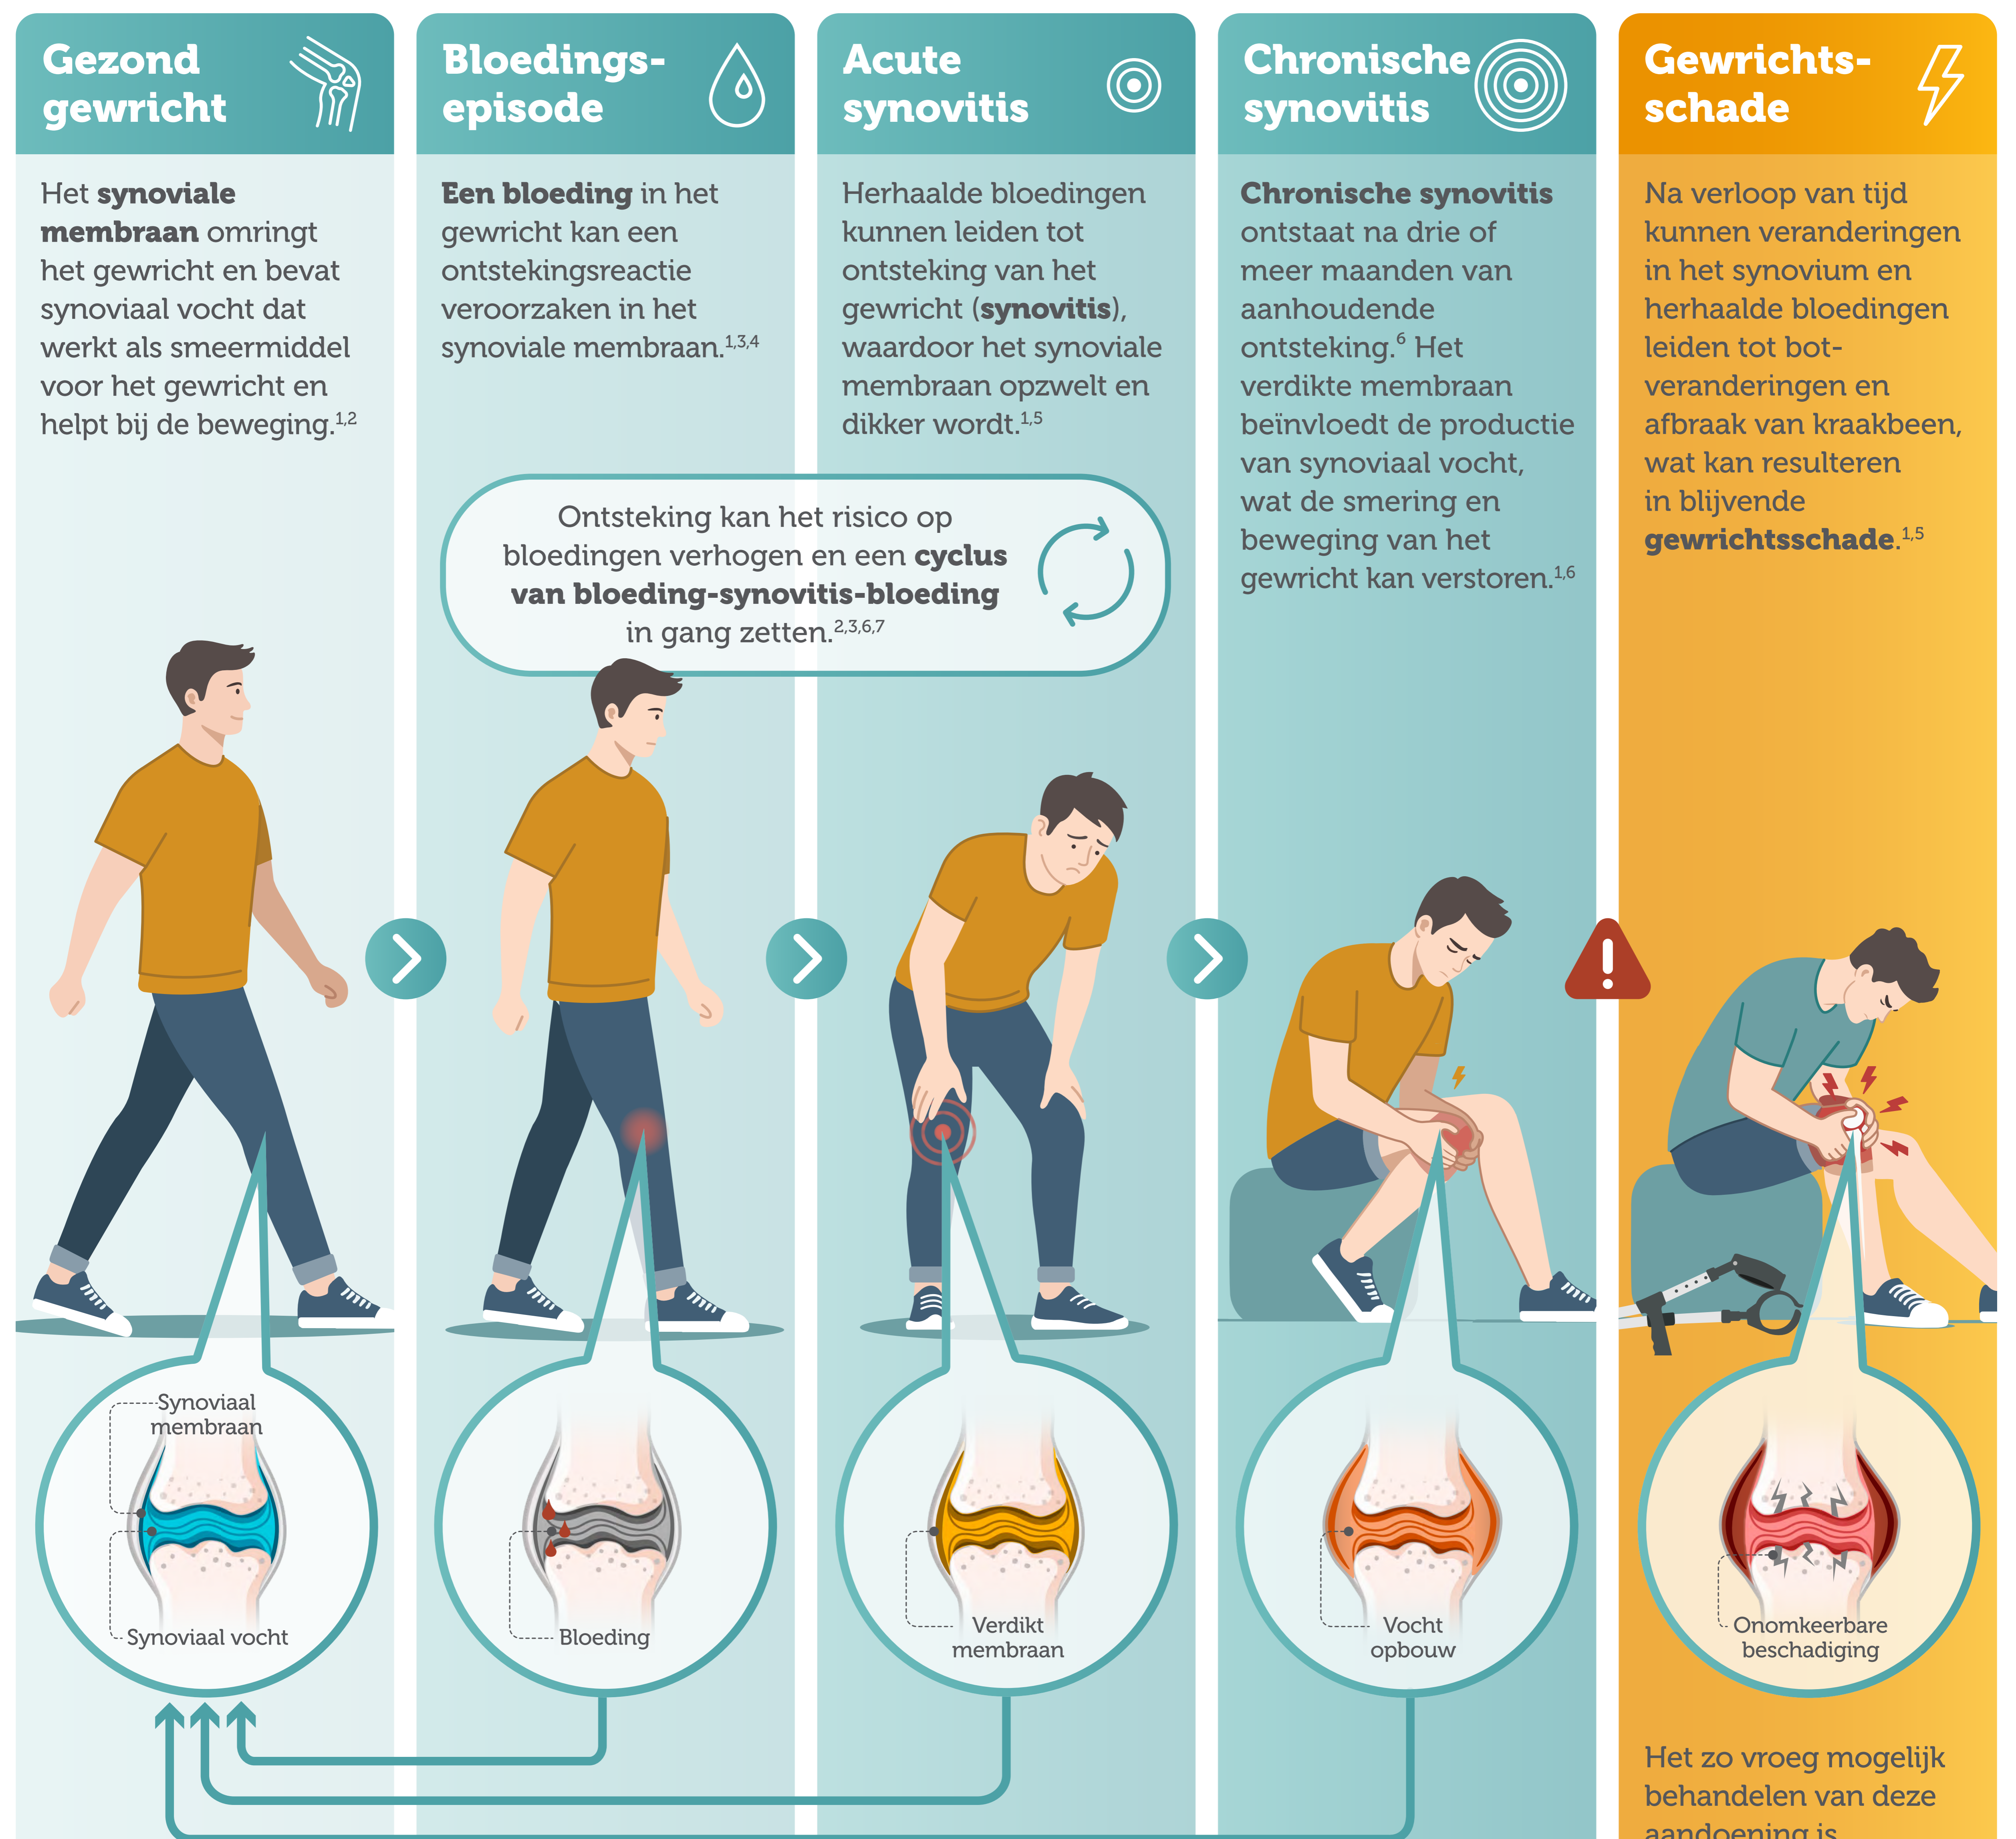 Gezond
gewricht
Het synoviale
membraan omringt
het gewricht en bevat
synoviaal vocht dat
werkt als smeermiddel
voor het gewricht en
helpt bij de beweging.1,2
Bloedings-
episode
Een bloeding in het
gewricht kan een
ontstekingsreactie
veroorzaken in het
synoviale membraan.1,3,4
Acute
synovitis
Herhaalde bloedingen
kunnen leiden tot
ontsteking van het
gewricht (synovitis),
waardoor het synoviale
membraan opzwelt en
dikker wordt.1,5
Ontsteking kan het risico op
bloedingen verhogen en een cyclus
van bloeding-synovitis-bloeding
in gang zetten.2,3,6,7
Chronische
synovitis
Chronische synovitis
ontstaat na drie of
meer maanden van
aanhoudende
ontsteking.6 Het
verdikte membraan
beïnvloedt de productie
van synoviaal vocht,
wat de smering en
beweging van het
gewricht kan verstoren.1,6
Gewrichts-
schade
Na verloop van tijd
kunnen veranderingen
in het synovium en
herhaalde bloedingen
leiden tot bot-
veranderingen en
afbraak van kraakbeen,
wat kan resulteren
in blijvende
gewrichtsschade.1,5
Synoviaal
membraan
Synoviaal vocht
Bloeding
Verdikt
membraan
Vocht
opbouw
Onomkeerbare
beschadiging
Het zo vroeg mogelijk
behandelen van deze
aandoening is